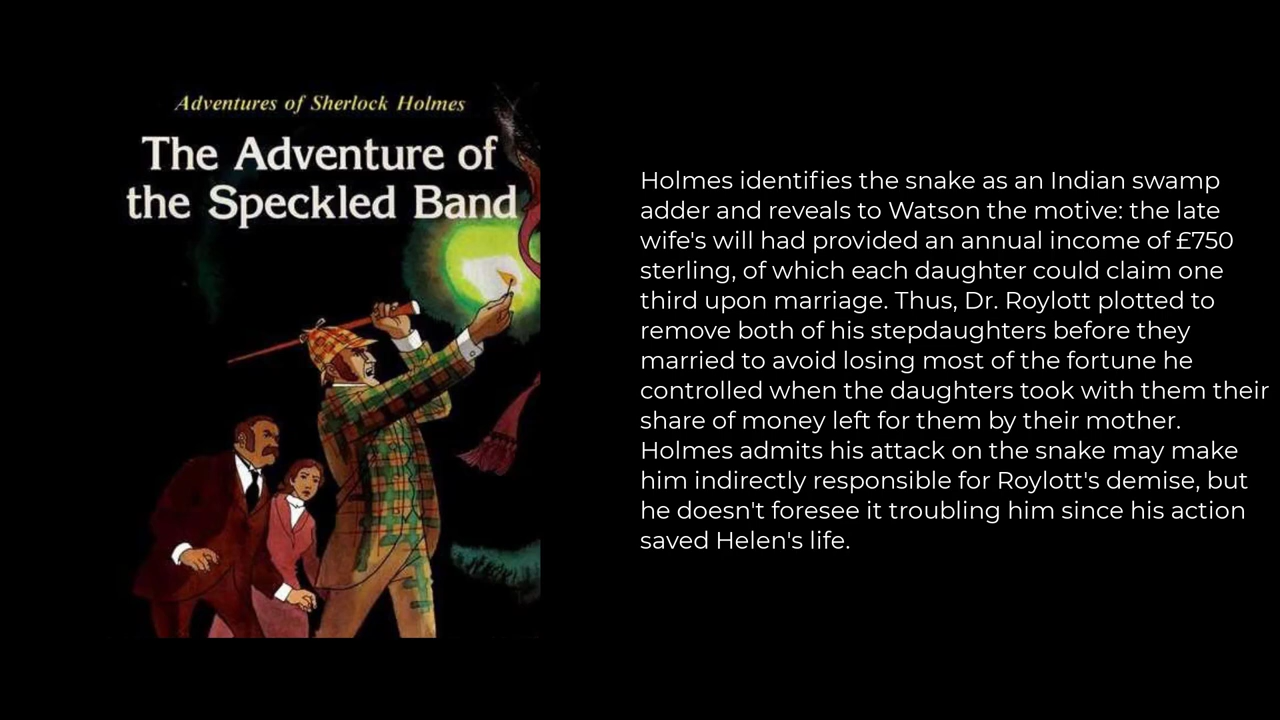 Adventures of Sherlock Holmes
The Adventure of
the Speckled Band
Holmes identifies the snake as an Indian swamp
adder and reveals to Watson the motive: the late
wife's will had provided an annual income of £750
sterling, of which each daughter could claim one
third upon marriage. Thus, Dr. Roylott plotted to
remove both of his stepdaughters before they
married to avoid losing most of the fortune he
controlled when the daughters took with them their
share of money left for them by their mother.
Holmes admits his attack on the snake may make
him indirectly responsible for Roylott's demise, but
he doesn't foresee it troubling him since his action
saved Helen's life.